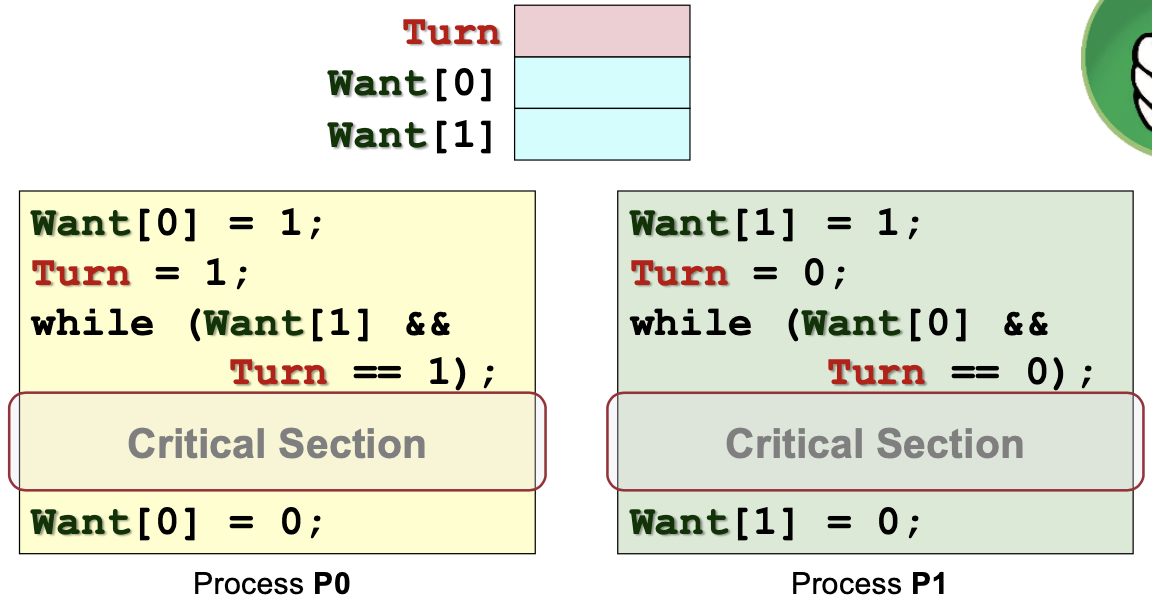 Turn
Want[0]
Want[1]
Want[0] = 1;
Turn = 1;
while (Want[1] &&
Turn == 1);
Critical Section
Want[0] = 0;
Process P0
Want[1] = 1;
Turn = 0;
while (Want[0] &&
Turn == 0);
Critical Section
Want[1] = 0;
Process P1